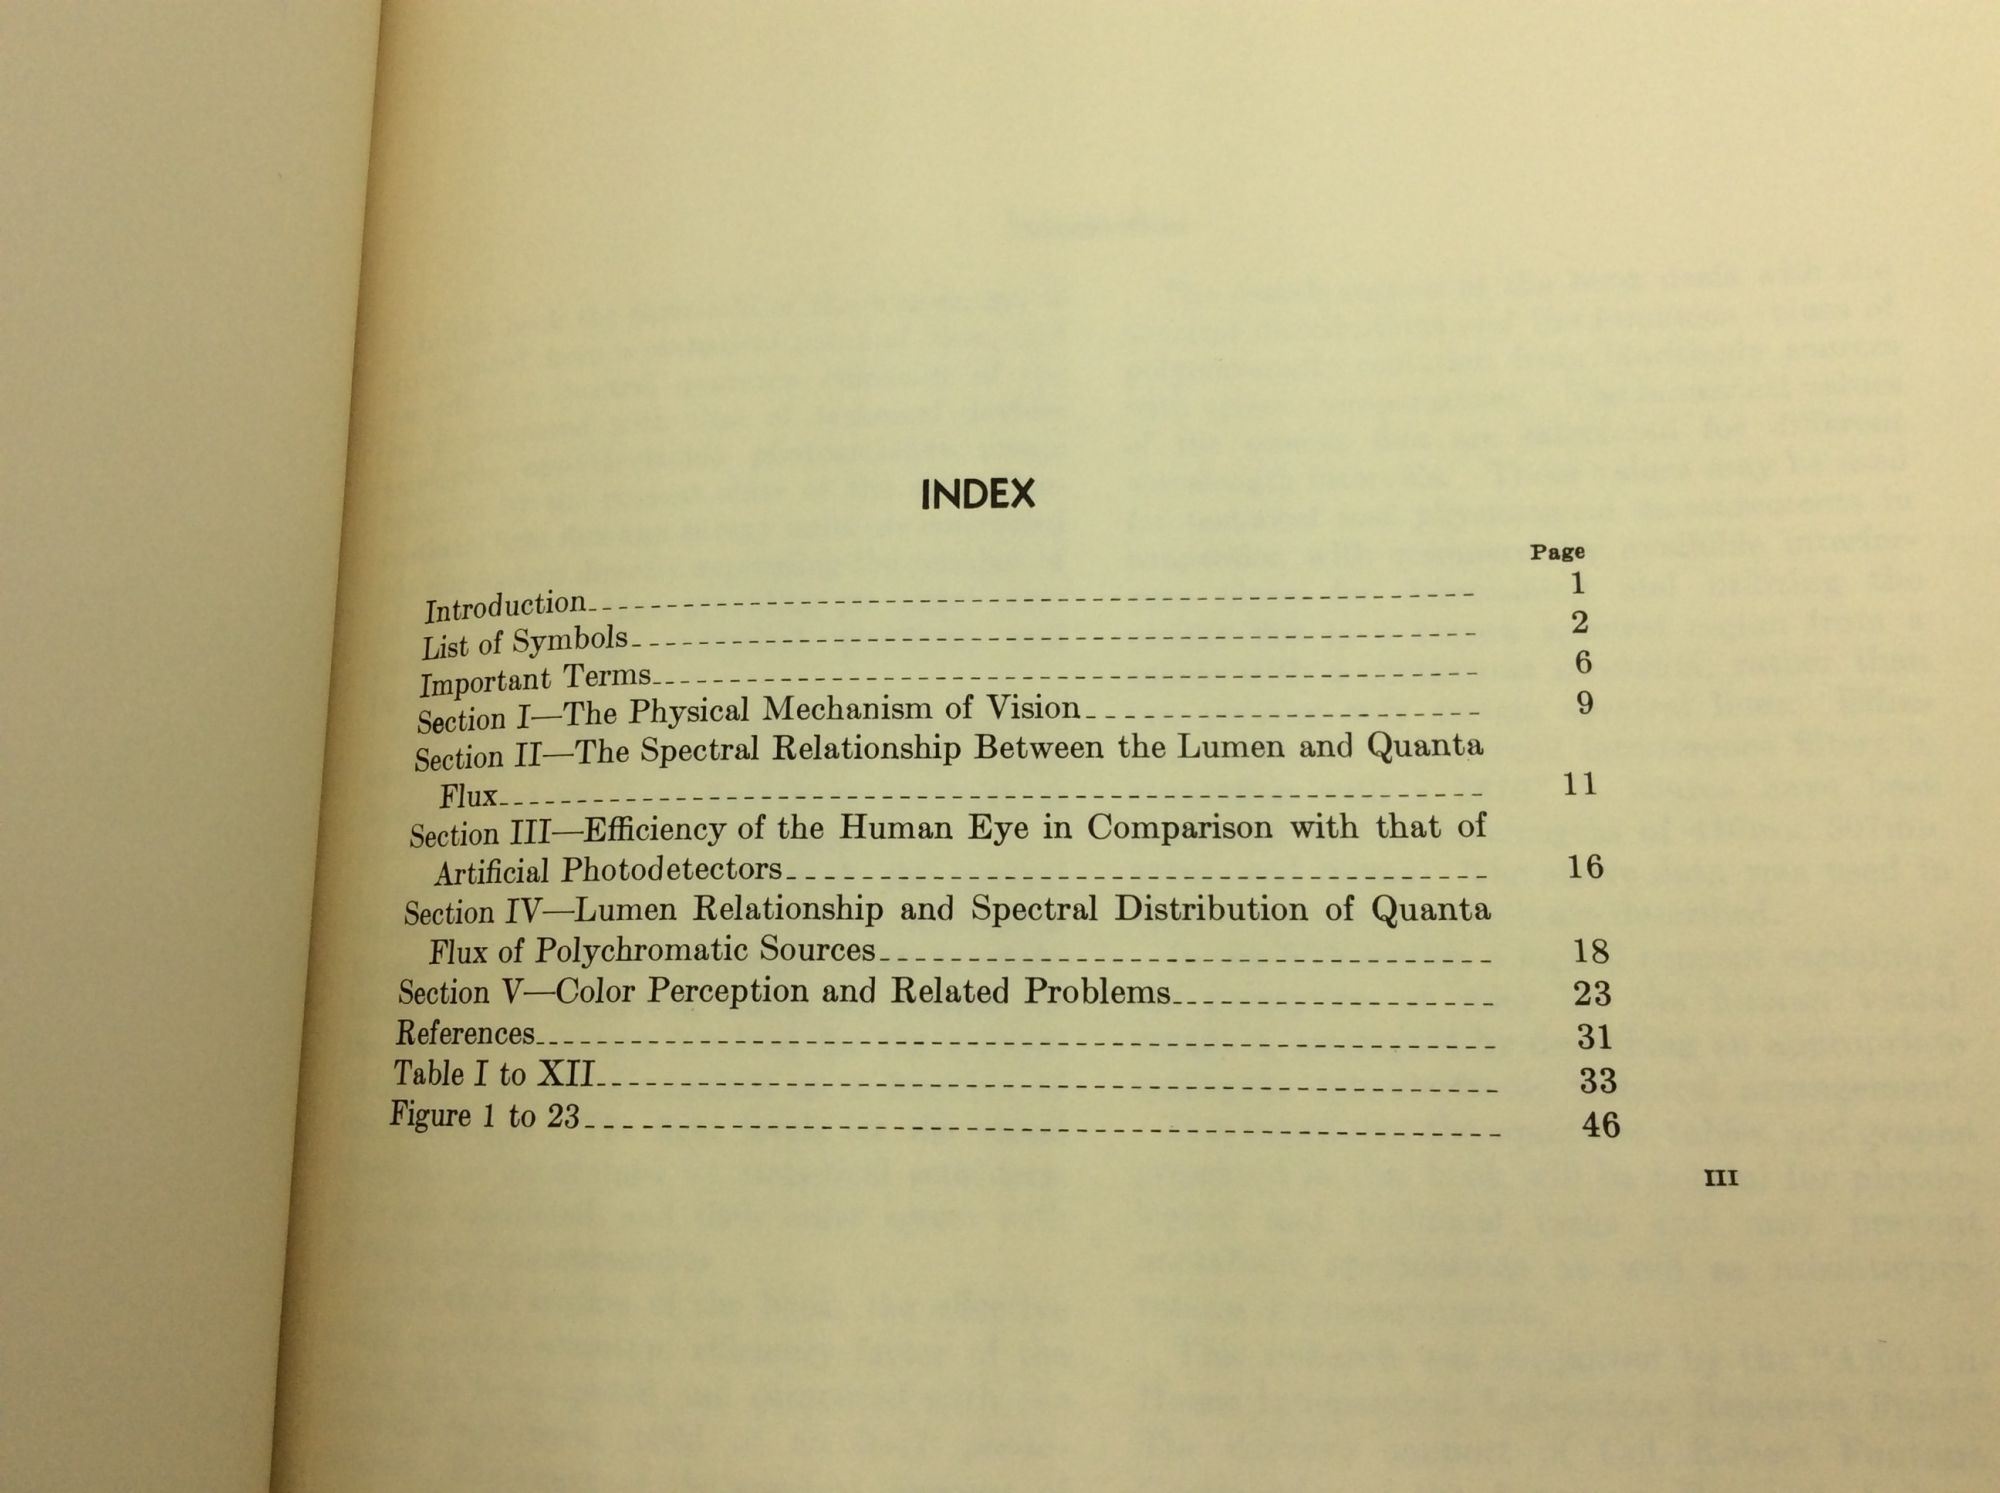 INDEX
Page
Introduction 1
List of Symbols 2
Important Terms 6
Section I—The Physical Mechanism of Vision 9
Section II—The Spectral Relationship Between the Lumen and Quanta
Flux 11
Section III—Efficiency of the Human Eye in Comparison with that of
Artificial Photodetectors 16
Section IV—Lumen Relationship and Spectral Distribution of Quanta
Flux of Polychromatic Sources 18
Section V—Color Perception and Related Problems 23
References 31
Table I to XII 33
Figure 1 to 23 46
III